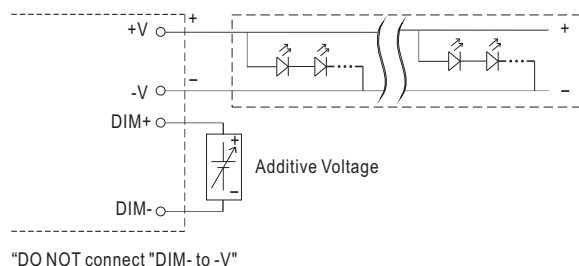 +V
+
+
-V
−
−
DIM+
+
Additive Voltage
−
DIM-
“DO NOT connect "DIM- to -V"